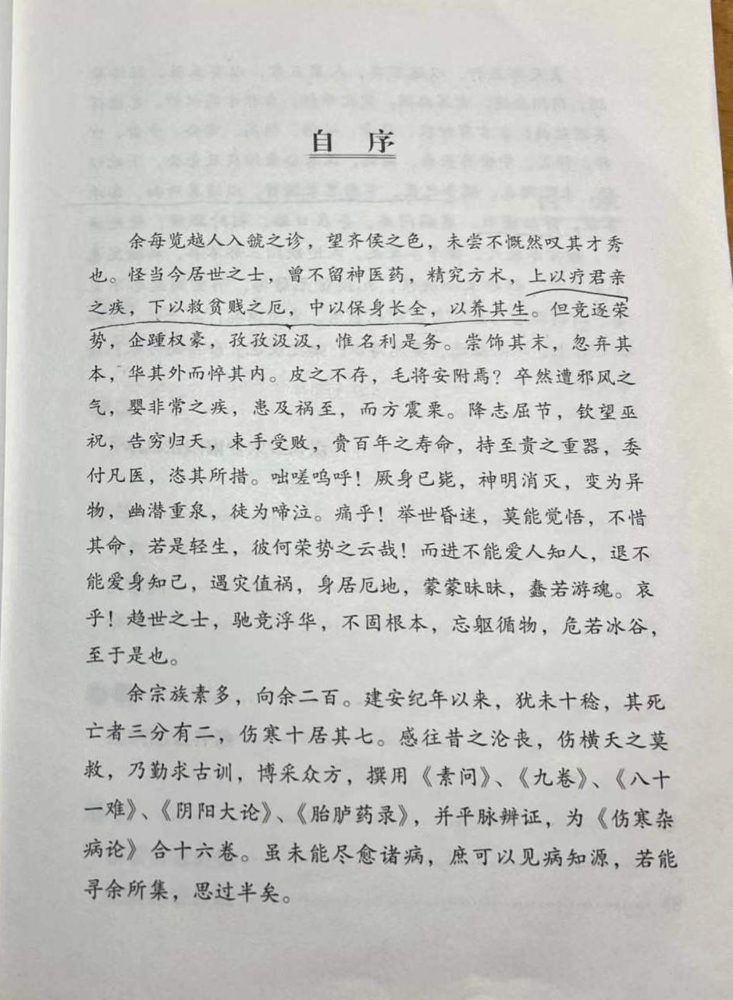 自 序
余每览越人入虢之诊，望齐侯之色，未尝不慨然叹其才秀
也。怪当今居世之士，曾不留神医药，精究方术，上以疗君亲
之疾，下以救贫贱之厄，中以保身长全，以养其生。但竞逐荣
势，企踵权豪，孜孜汲汲，惟名利是务。崇饰其末，忽弃其
本，华其外而悴其内。皮之不存，毛将安附焉？卒然遭邪风之
气，婴非常之疾，患及祸至，而方震栗。降志屈节，钦望巫
祝，告穷归天，束手受败，赍百年之寿命，持至贵之重器，委
付凡医，恣其所措。咄嗟呜呼！厥身已毙，神明消灭，变为异
物，幽潜重泉，徒为啼泣。痛乎！举世昏迷，莫能觉悟，不惜
其命，若是轻生，彼何荣势之云哉！而进不能爱人知人，退不
能爱身知己，遇灾值祸，身居厄地，蒙蒙昧昧，蠢若游魂。哀
乎！趋世之士，驰竞浮华，不固根本，忘躯循物，危若冰谷，
至于是也。
余宗族素多，向余二百。建安纪年以来，犹未十稔，其死
亡者三分有二，伤寒十居其七。感往昔之沦丧，伤横夭之莫
救，乃勤求古训，博采众方，撰用《素问》、《九卷》、《八十
一难》、《阴阳大论》、《胎胪药录》，并平脉辨证，为《伤寒杂
病论》合十六卷。虽未能尽愈诸病，庶可以见病知源，若能
寻余所集，思过半矣。